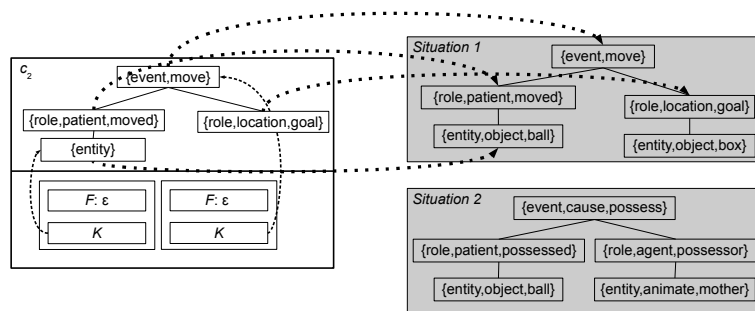 c2
{event,move}
{role,patient,moved}
{role,location,goal}
{entity}
F: ε
F: ε
K
K
Situation 1
{event,move}
{role,patient,moved}
{role,location,goal}
{entity,object,ball}
{entity,object,box}
Situation 2
{event,cause,possess}
{role,patient,possessed}
{role,agent,possessor}
{entity,object,ball}
{entity,animate,mother}